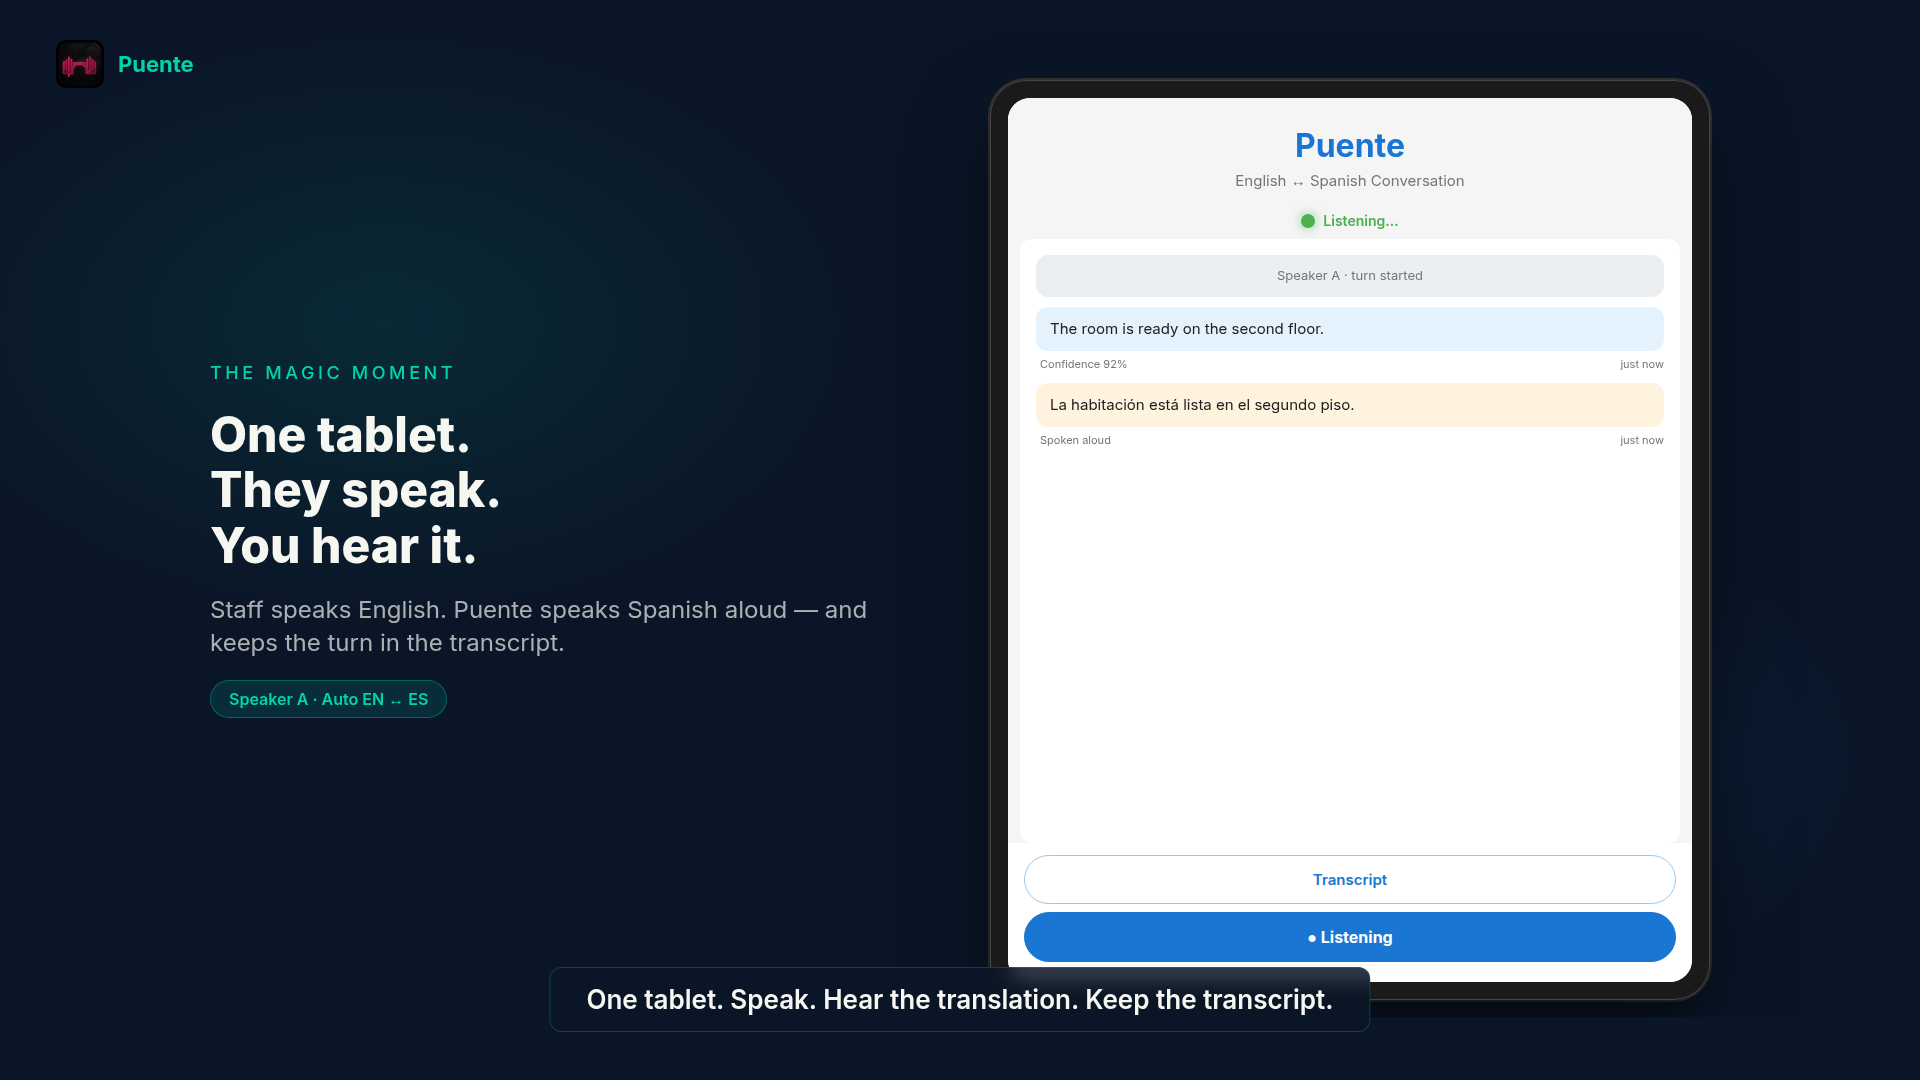 Puente
THE MAGIC MOMENT
One tablet.
They speak.
You hear it.
Staff speaks English. Puente speaks Spanish aloud — and
keeps the turn in the transcript.
Speaker A · Auto EN ↔ ES
Puente
English ↔ Spanish Conversation
Listening...
Speaker A · turn started
The room is ready on the second floor.
Confidence 92% just now
La habitación está lista en el segundo piso.
Spoken aloud just now
Transcript
● Listening
One tablet. Speak. Hear the translation. Keep the transcript.